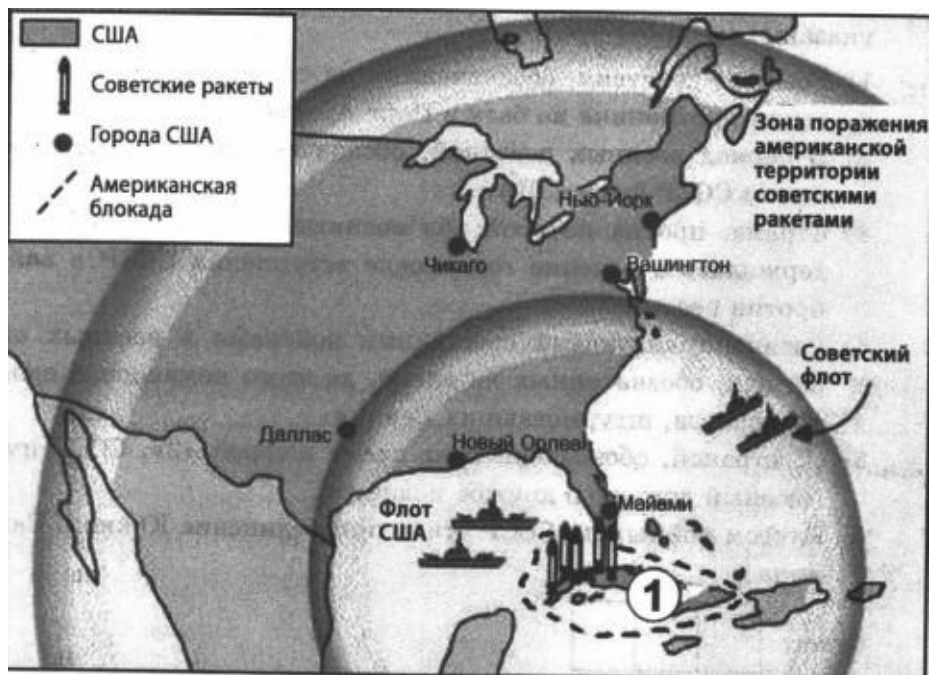 США
Советские ракеты
Города США
Американская
блокада
Зона поражения
американской
территории
советскими
ракетами
Нью-Йорк
Чикаго
Вашингтон
Советский
флот
Даллас
Новый Орлеан
Майами
Флот
США
1